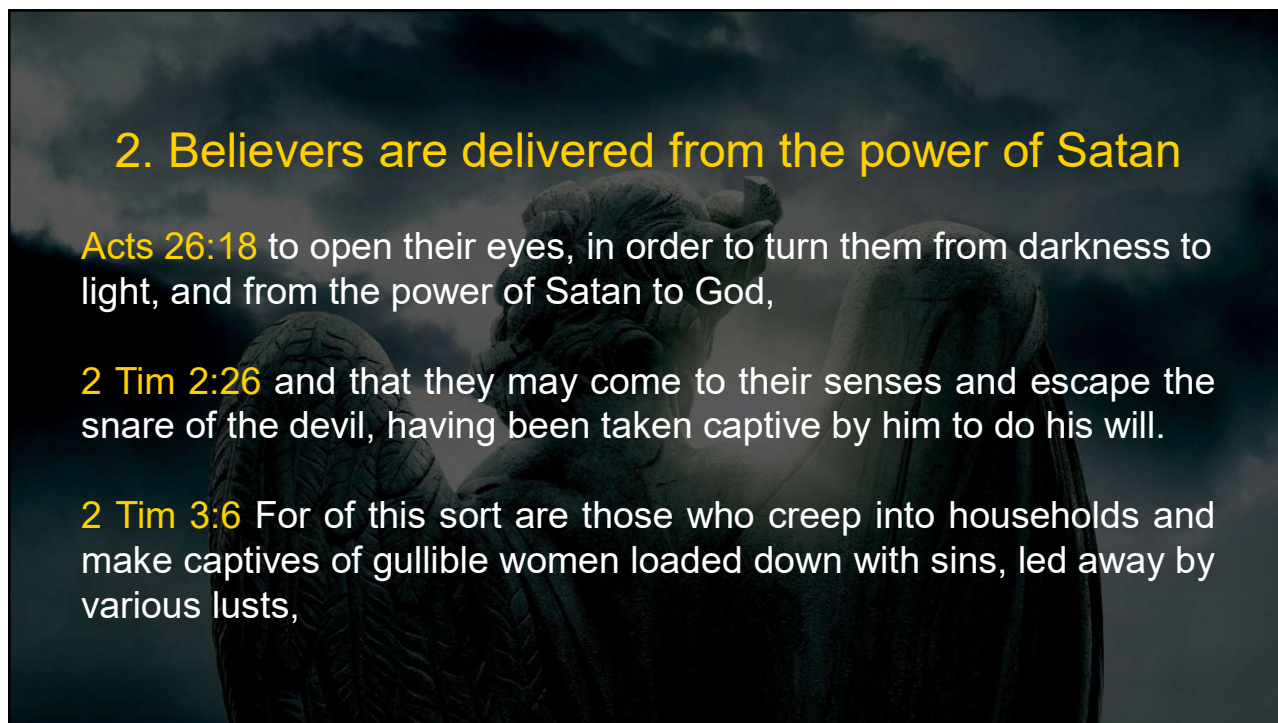 2. Believers are delivered from the power of Satan
Acts 26:18 to open their eyes, in order to turn them from darkness to
light, and from the power of Satan to God,
2 Tim 2:26 and that they may come to their senses and escape the
snare of the devil, having been taken captive by him to do his will.
2 Tim 3:6 For of this sort are those who creep into households and
make captives of gullible women loaded down with sins, led away by
various lusts,